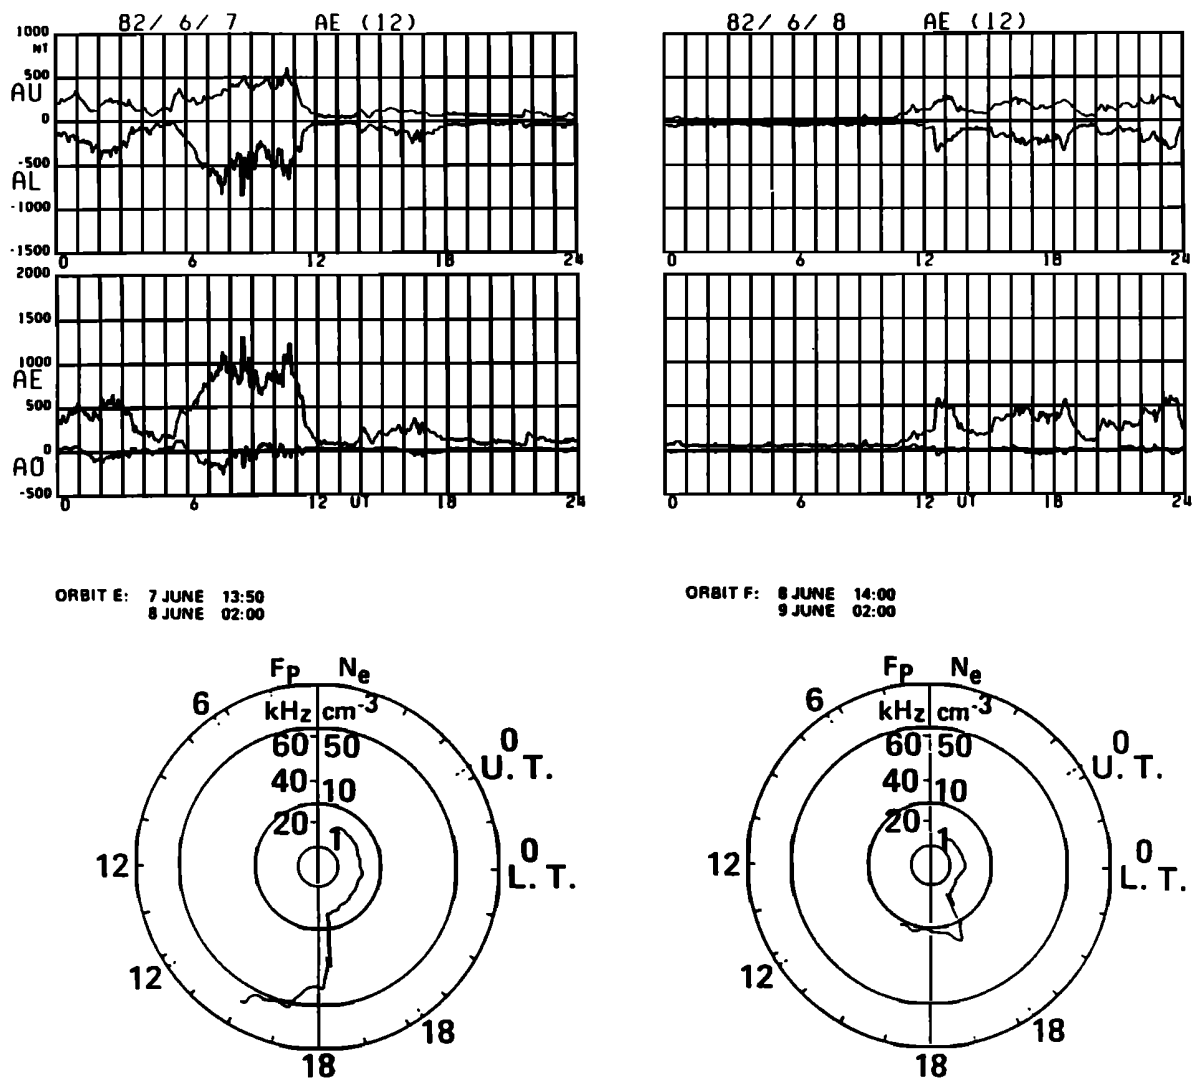 82/ 6/ 7 AE (12)
1000
NT
500
AU
0
-500
AL
-1000
-1500
0 6 12 18 24
2000
1500
1000
AE
500
0
AO
-500
0 6 12 UT 18 24
82/ 6/ 8 AE (12)
0 6 12 18 24
0 6 12 UT 18 24
ORBIT E: 7 JUNE 13:50
8 JUNE 02:00
Fp Ne
kHz cm-3
60 50
40 10
20 1
6
0
U. T.
12
0
L. T.
12
18
18
ORBIT F: 8 JUNE 14:00
9 JUNE 02:00
Fp Ne
kHz cm-3
60 50
40 10
20 1
6
0
U. T.
12
0
L. T.
12
18
18